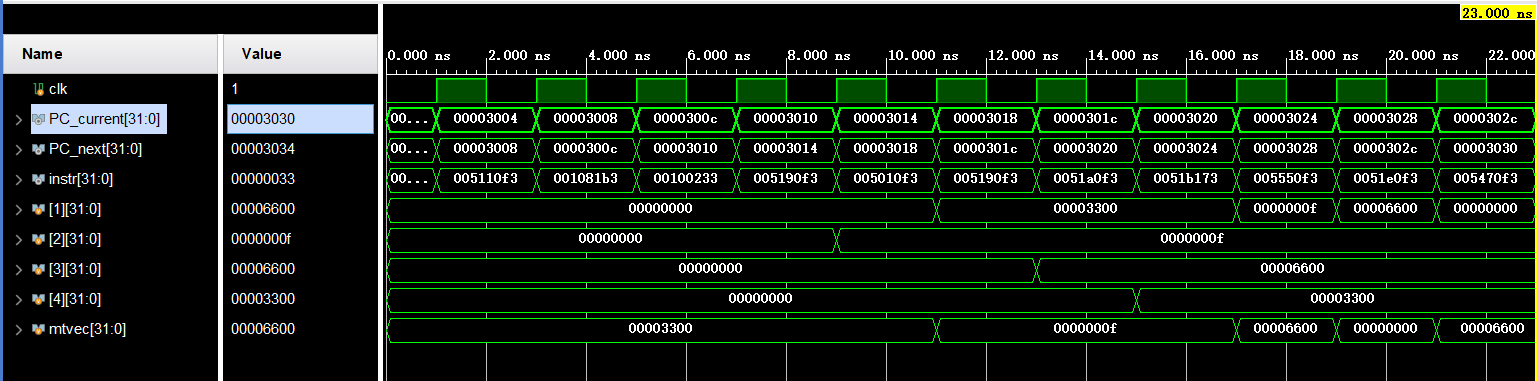 23.000 ns
Name Value 0.000 ns 2.000 ns 4.000 ns 6.000 ns 8.000 ns 10.000 ns 12.000 ns 14.000 ns 16.000 ns 18.000 ns 20.000 ns 22.000
clk 1
PC_current[31:0] 00003030 00... 00003004 00003008 0000300c 00003010 00003014 00003018 0000301c 00003020 00003024 00003028 0000302c
PC_next[31:0] 00003034 00... 00003008 0000300c 00003010 00003014 00003018 0000301c 00003020 00003024 00003028 0000302c 00003030
instr[31:0] 00000033 00... 005110f3 001081b3 00100233 005190f3 005010f3 005190f3 0051a0f3 0051b173 005550f3 0051e0f3 005470f3
[1][31:0] 00006600 00000000 00003300 0000000f 00006600 00000000
[2][31:0] 0000000f 00000000 0000000f
[3][31:0] 00006600 00000000 00006600
[4][31:0] 00003300 00000000 00003300
mtvec[31:0] 00006600 00003300 0000000f 00006600 00000000 00006600